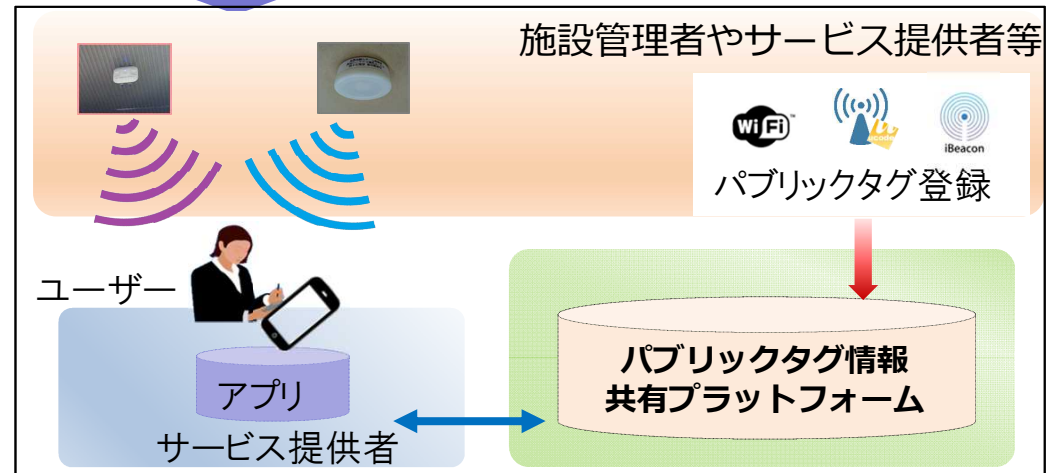 施設管理者やサービス提供者等
Wi Fi
iBeacon
パブリックタグ登録
ユーザー
アプリ
サービス提供者
パブリックタグ情報
共有プラットフォーム